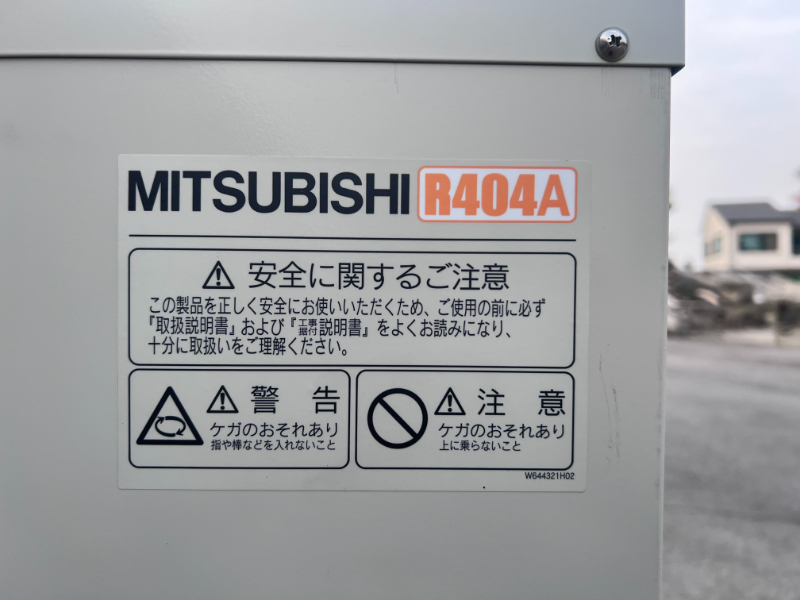 MITSUBISHI R404A
⚠ 安全に関するご注意
この製品を正しく安全にお使いいただくため、ご使用の前に必ず
『取扱説明書』および『工事据付説明書』をよくお読みになり、
十分に取扱いをご理解ください。
⚠ 警告
ケガのおそれあり
指や棒などを入れないこと
⚠ 注意
ケガのおそれあり
上に乗らないこと
W644321H02